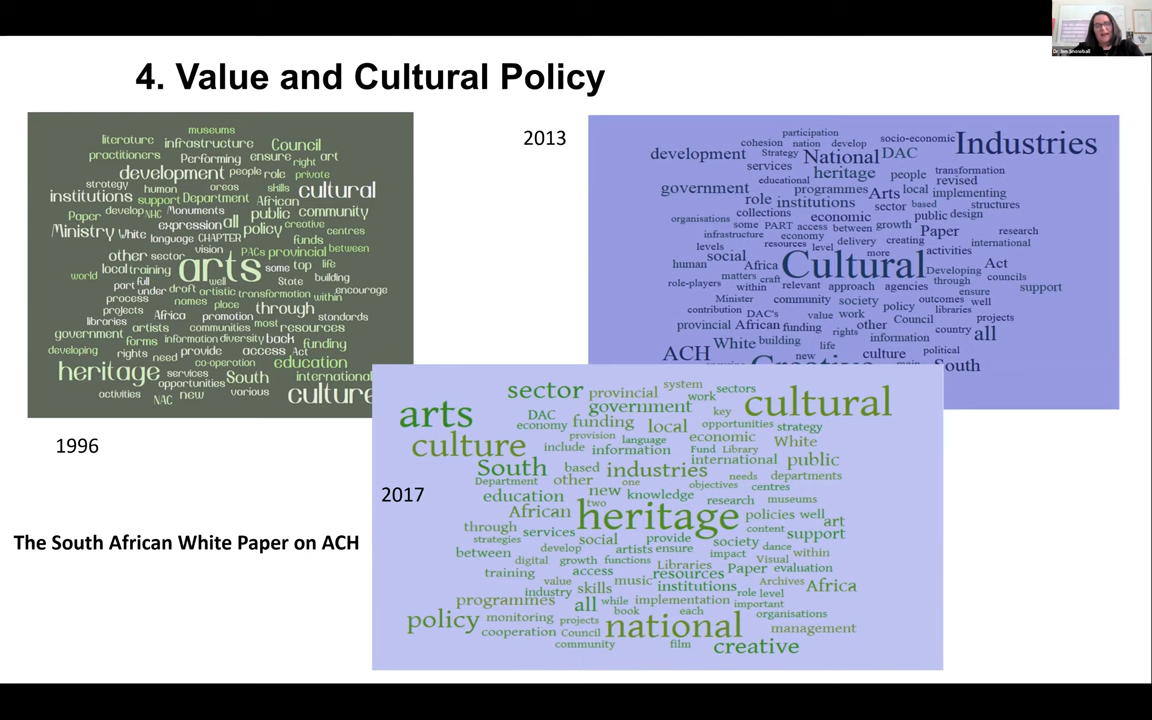 4. Value and Cultural Policy
museums
literature infrastructure Council
practitioners Performing ensure right art
development people role private
strategy human areas skills cultural
institutions support Department African
Paper develop NHC Monuments public community
expression all policy creative centres
Ministry White language CHAPTER funds
other sector vision PACs provincial between
world local training arts some top life
part full well State building
under draft artistic transformation within encourage
process names place through
projects Africa promotion standards
libraries artists communities most resources
government forms information diversity back funding
developing rights need provide access Act
heritage services co-operation education
opportunities South international
activities NAC new various culture
1996
2013
participation
cohesion nation develop socio-economic Industries
development Strategy National DAC
services heritage people transformation
educational revised
government programmes Arts local implementing
role institutions sector based structures
collections economic public design
organisations some PART access between growth Paper research
infrastructure economy delivery creating international
levels resources level more activities
social Cultural Act
human Africa Developing councils
matters craft through support
role-players within relevant approach agencies ensure
Minister community society policy outcomes well
contribution DAC's value work Council libraries projects
provincial African funding rights other country all
White building life information
ACH new culture political
Creative main South
2017
sector provincial system sectors cultural
arts DAC government work key
economy funding local opportunities strategy
culture provision language economic White
include information Fund Library
South based industries international public
Department other one needs departments
education new knowledge objectives centres
two research museums
African heritage policies well art
through services provide content support
strategies social society dance
between develop artists ensure impact Visual within
digital growth functions Libraries Paper evaluation
training access resources
value music institutions Archives Africa
industry skills role level
programmes all while implementation important
book each organisations
policy monitoring projects national management
cooperation Council
community film creative
The South African White Paper on ACH